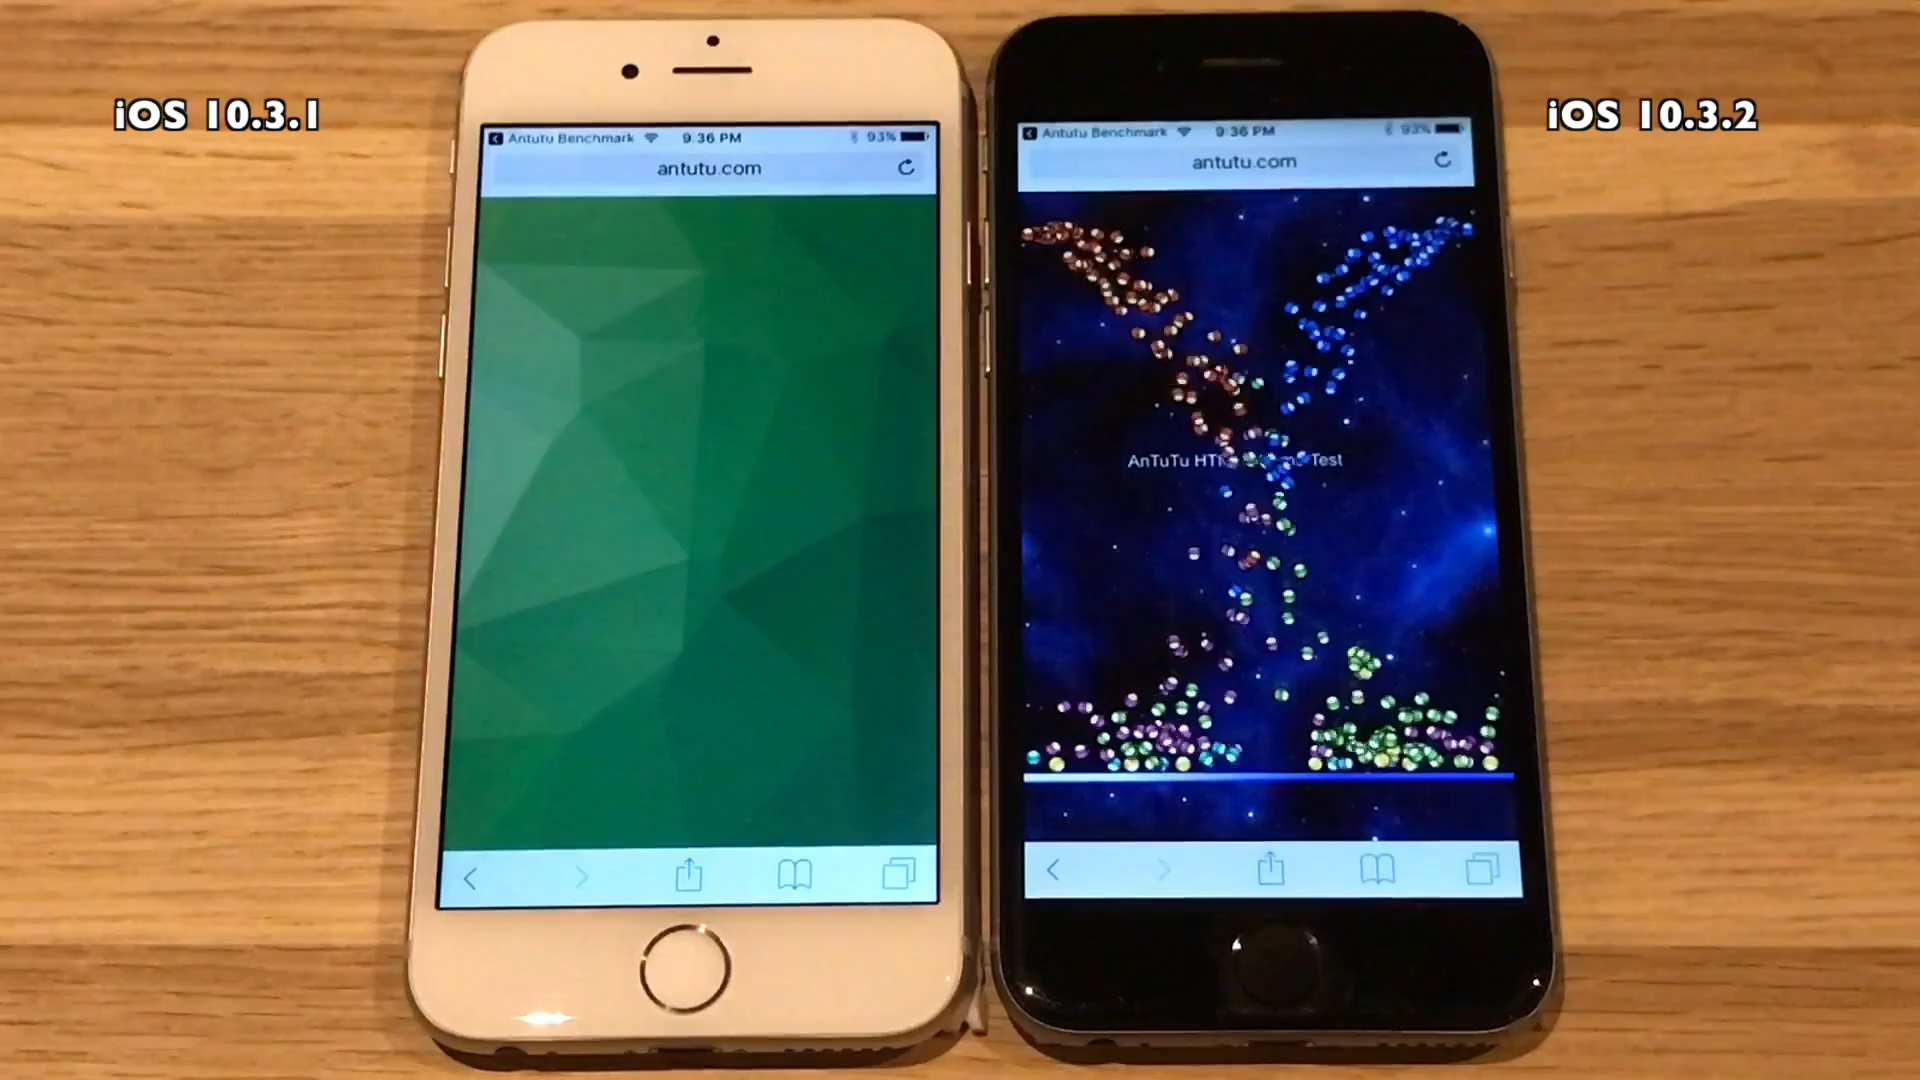 iOS 10.3.1
iOS 10.3.2
Antutu Benchmark 9:36 PM 93%
antutu.com
Antutu Benchmark 9:36 PM 93%
antutu.com
AnTuTu Test